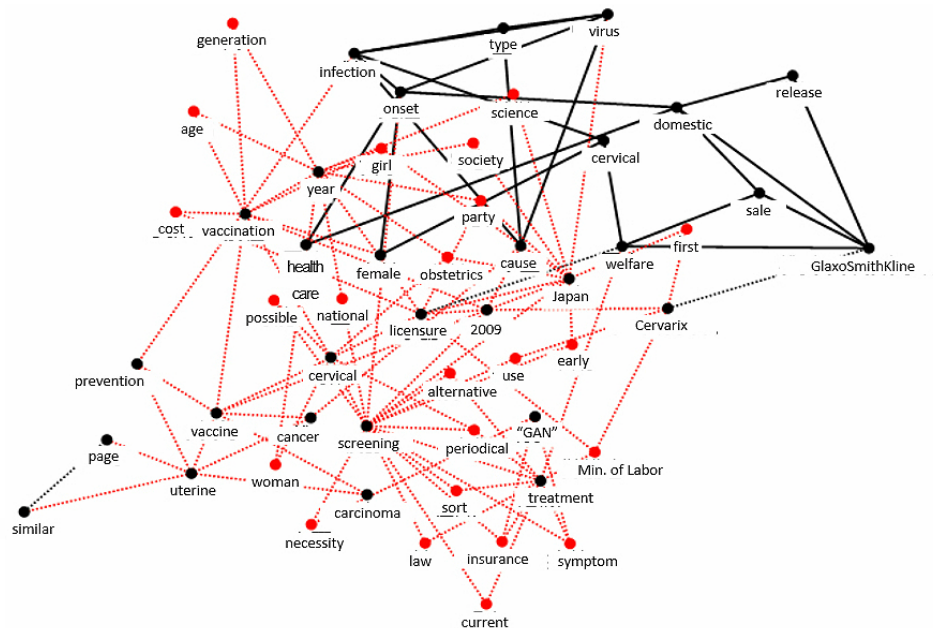 generation
virus
type
infection
release
onset
science
domestic
age
society
girl
cervical
year
sale
party
cost
vaccination
first
health
female
obstetrics
cause
welfare
GlaxoSmithKline
care
Japan
possible
national
licensure
2009
Cervarix
early
prevention
cervical
use
alternative
vaccine
cancer
screening
"GAN"
periodical
page
Min. of Labor
uterine
woman
treatment
carcinoma
sort
similar
necessity
law
insurance
symptom
current